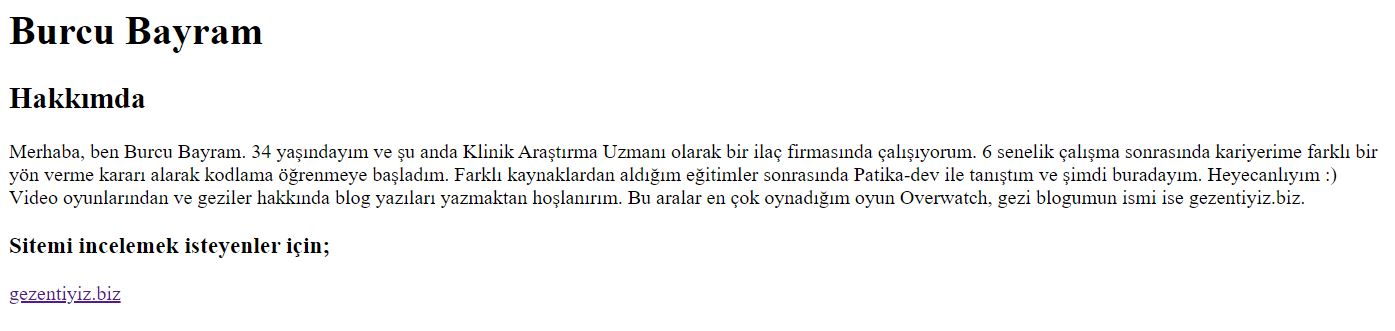 Burcu Bayram
Hakkımda
Merhaba, ben Burcu Bayram. 34 yaşındayım ve şu anda Klinik Araştırma Uzmanı olarak bir ilaç firmasında çalışıyorum. 6 senelik çalışma sonrasında kariyerime farklı bir
yön verme kararı alarak kodlama öğrenmeye başladım. Farklı kaynaklardan aldığım eğitimler sonrasında Patika-dev ile tanıştım ve şimdi buradayım. Heyecanlıyım :)
Video oyunlarından ve geziler hakkında blog yazıları yazmaktan hoşlanırım. Bu aralar en çok oynadığım oyun Overwatch, gezi blogumun ismi ise gezentiyiz.biz.
Sitemi incelemek isteyenler için;
gezentiyiz.biz